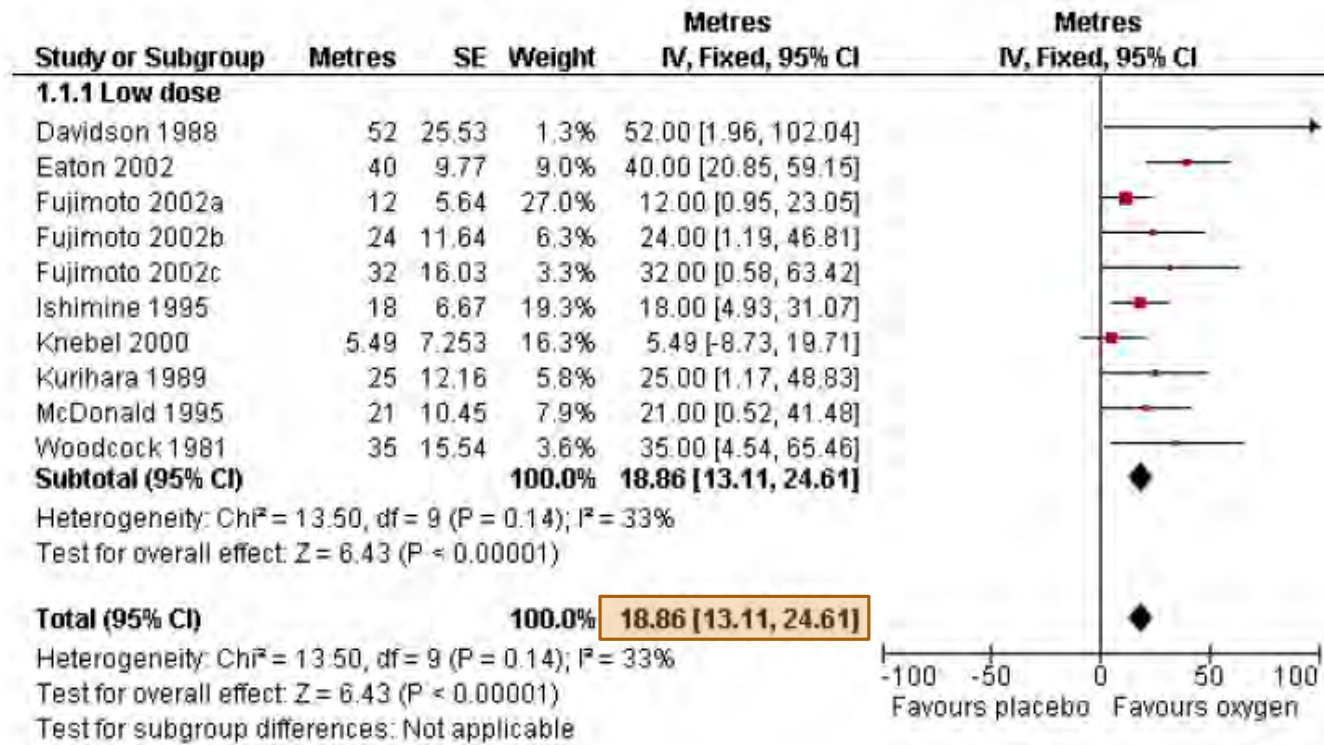 Metres Metres
Study or Subgroup Metres SE Weight IV, Fixed, 95% CI IV, Fixed, 95% CI
1.1.1 Low dose
Davidson 1988 52 25.53 1.3% 52.00 [1.96, 102.04]
Eaton 2002 40 9.77 9.0% 40.00 [20.85, 59.15]
Fujimoto 2002a 12 5.64 27.0% 12.00 [0.95, 23.05]
Fujimoto 2002b 24 11.64 6.3% 24.00 [1.19, 46.81]
Fujimoto 2002c 32 16.03 3.3% 32.00 [0.58, 63.42]
Ishimine 1995 18 6.67 19.3% 18.00 [4.93, 31.07]
Knebel 2000 5.49 7.253 16.3% 5.49 [-8.73, 19.71]
Kurihara 1989 25 12.16 5.8% 25.00 [1.17, 48.83]
McDonald 1995 21 10.45 7.9% 21.00 [0.52, 41.48]
Woodcock 1981 35 15.54 3.6% 35.00 [4.54, 65.46]
Subtotal (95% CI) 100.0% 18.86 [13.11, 24.61]
Heterogeneity: Chi² = 13.50, df = 9 (P = 0.14); I² = 33%
Test for overall effect: Z = 6.43 (P < 0.00001)
Total (95% CI) 100.0% 18.86 [13.11, 24.61]
Heterogeneity: Chi² = 13.50, df = 9 (P = 0.14); I² = 33%
Test for overall effect: Z = 6.43 (P < 0.00001)
Test for subgroup differences: Not applicable
-100 -50 0 50 100
Favours placebo Favours oxygen